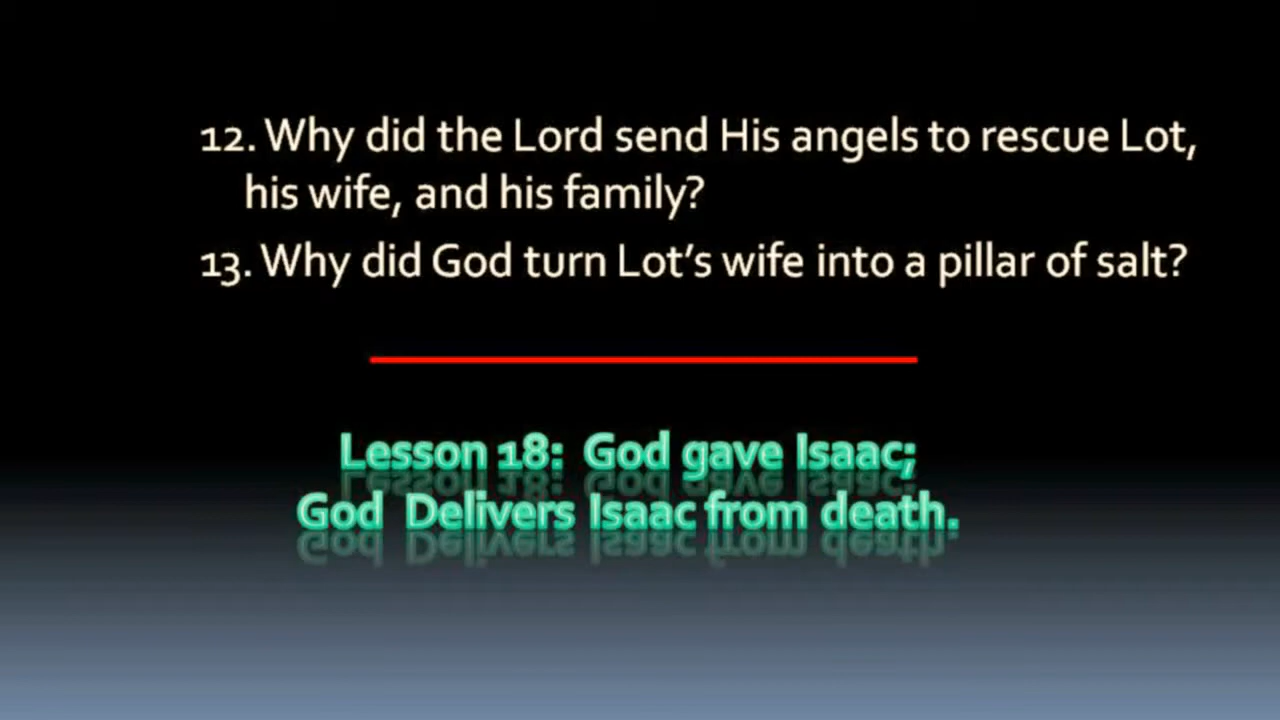 12. Why did the Lord send His angels to rescue Lot,
his wife, and his family?
13. Why did God turn Lot’s wife into a pillar of salt?
Lesson 18: God gave Isaac;
God Delivers Isaac from death.